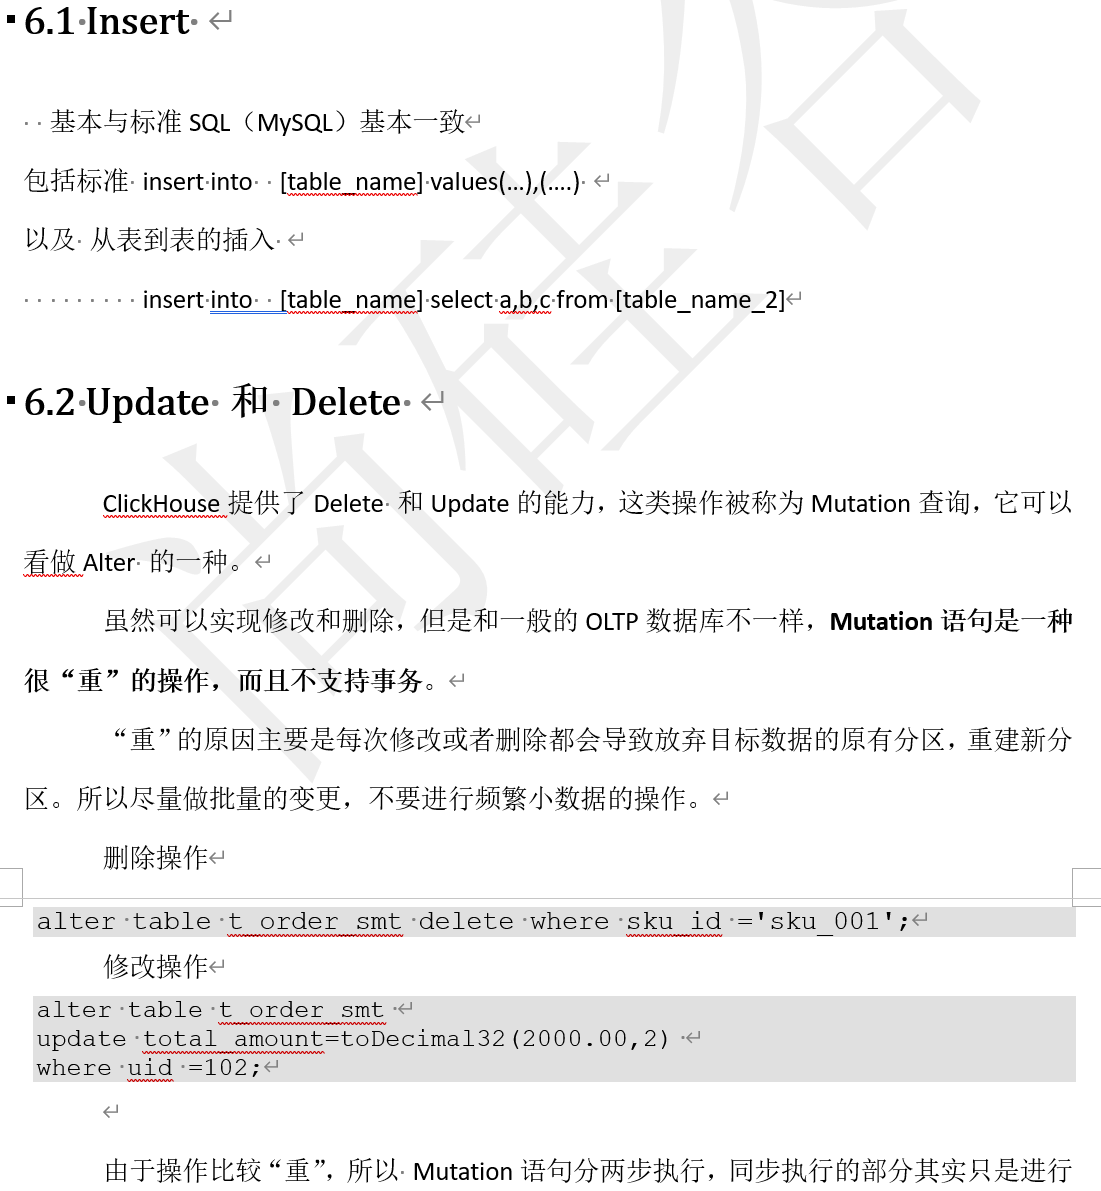 6.1 Insert
基本与标准 SQL（MySQL）基本一致
包括标准 insert into [table_name] values(…),(….)
以及 从表到表的插入
insert into [table_name] select a,b,c from [table_name_2]
6.2 Update 和 Delete
ClickHouse 提供了 Delete 和 Update 的能力，这类操作被称为 Mutation 查询，它可以
看做 Alter 的一种。
虽然可以实现修改和删除，但是和一般的 OLTP 数据库不一样，Mutation 语句是一种
很“重”的操作，而且不支持事务。
“重”的原因主要是每次修改或者删除都会导致放弃目标数据的原有分区，重建新分
区。所以尽量做批量的变更，不要进行频繁小数据的操作。
删除操作
alter table t_order_smt delete where sku_id ='sku_001';
修改操作
alter table t_order_smt
update total_amount=toDecimal32(2000.00,2)
where uid =102;
由于操作比较“重”，所以 Mutation 语句分两步执行，同步执行的部分其实只是进行
尚硅谷